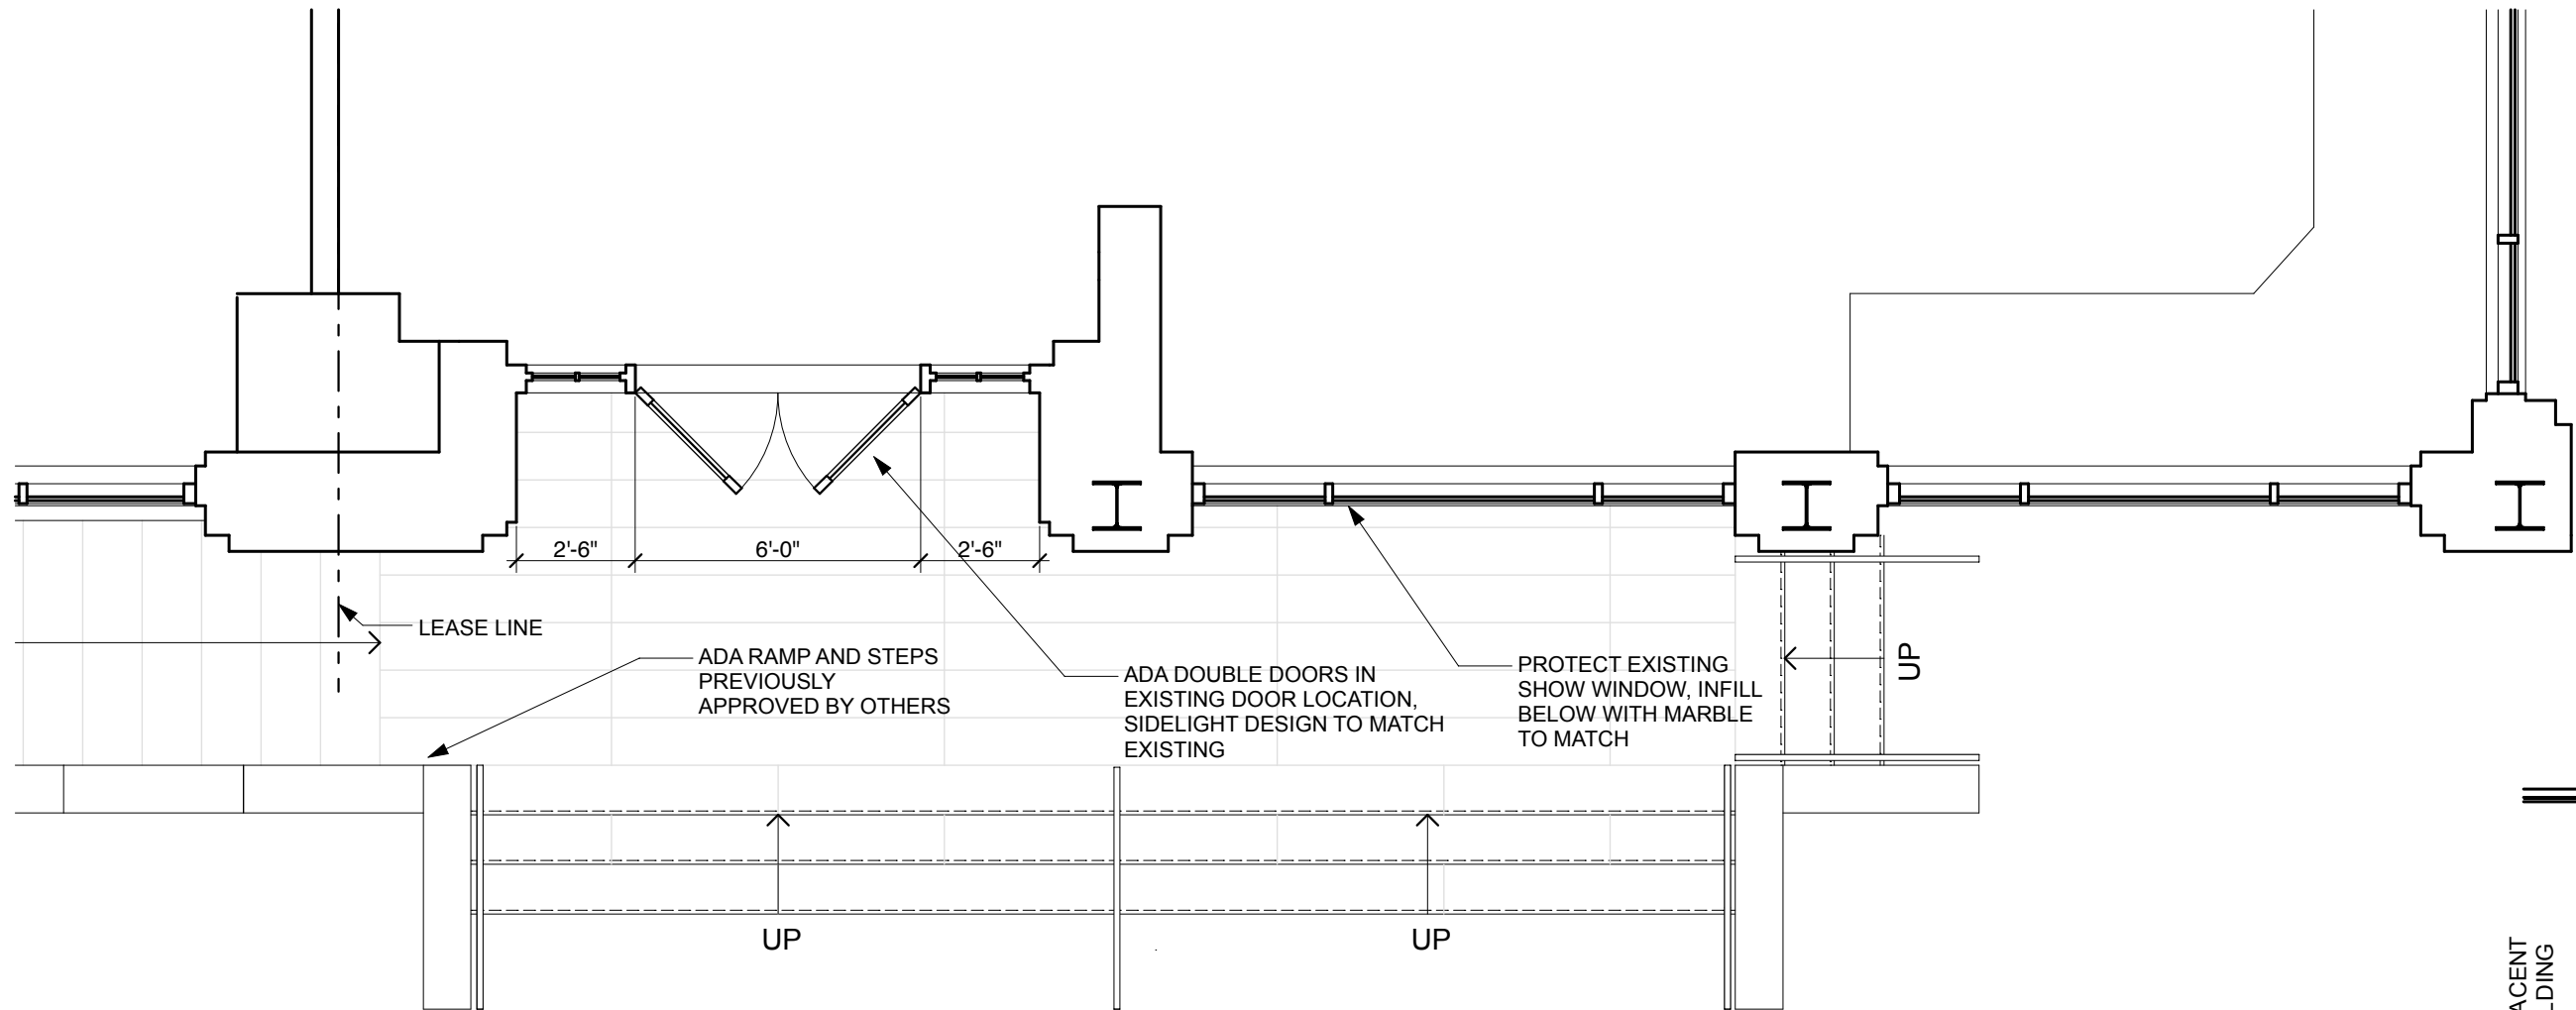 2'-6"
6'-0"
2'-6"
LEASE LINE
ADA RAMP AND STEPS
PREVIOUSLY
APPROVED BY OTHERS
ADA DOUBLE DOORS IN
EXISTING DOOR LOCATION,
SIDELIGHT DESIGN TO MATCH
EXISTING
PROTECT EXISTING
SHOW WINDOW, INFILL
BELOW WITH MARBLE
TO MATCH
UP
UP
UP
ACENT
LDING